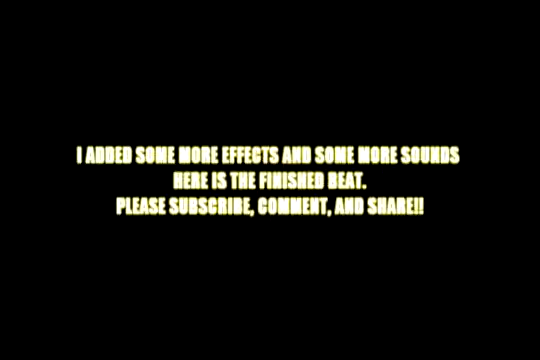 I ADDED SOME MORE EFFECTS AND SOME MORE SOUNDS
HERE IS THE FINISHED BEAT.
PLEASE SUBSCRIBE, COMMENT, AND SHARE!!